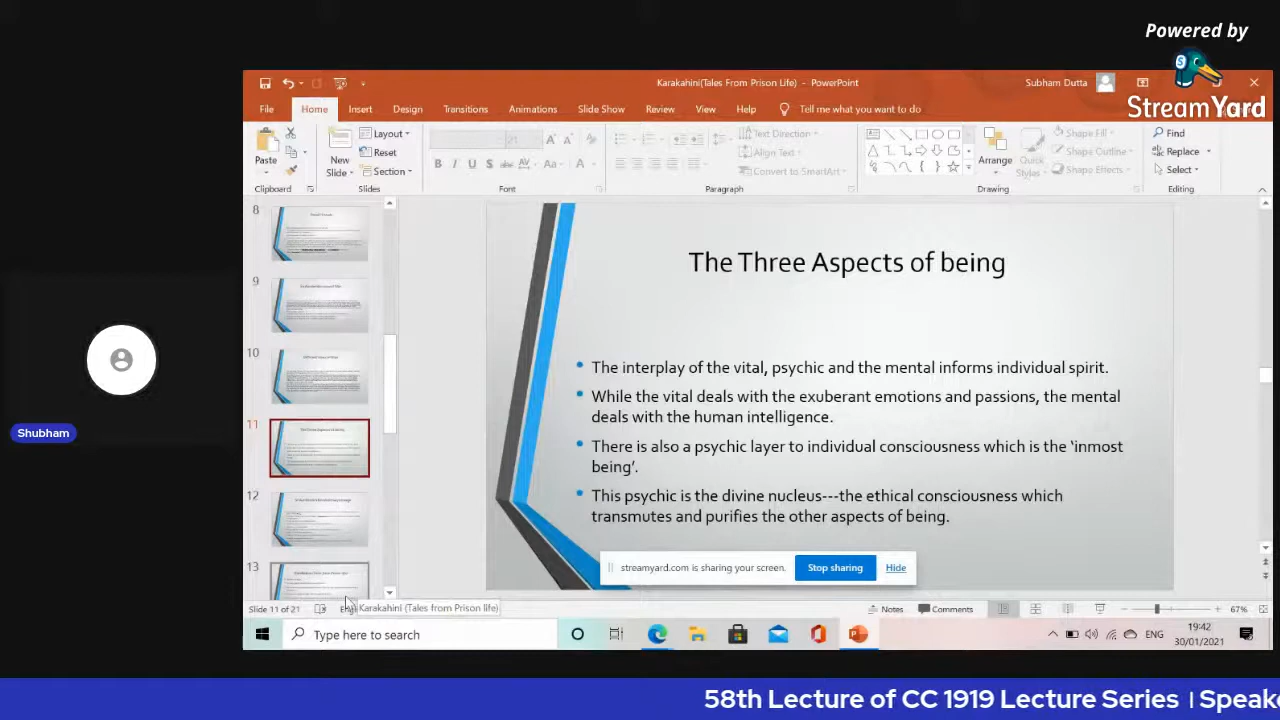 Powered by
StreamYard
Karakahini(Tales From Prison Life) - PowerPoint
Subham Dutta
File Home Insert Design Transitions Animations Slide Show Review View Help Tell me what you want to do
Paste
New
Slide
Layout
Reset
Section
Text Direction
Align Text
Convert to SmartArt
Arrange
Quick
Styles
Shape Fill
Shape Outline
Shape Effects
Find
Replace
Select
Clipboard Slides Font Paragraph Drawing Editing
8
9
10
11
12
13
The Three Aspects of being
The interplay of the vital, psychic and the mental informs individual spirit.
While the vital deals with the exuberant emotions and passions, the mental
deals with the human intelligence.
There is also a psychic layer to individual consciousness which is the 'inmost
being'.
This psychic is the divine nucleus---the ethical consciousness which
transmutes and purifies the other aspects of being.
Shubham
streamyard.com is sharing your screen. Stop sharing Hide
Slide 11 of 21
Karakahini (Tales from Prison life)
Notes Comments 67%
Type here to search
ENG
19:42
30/01/2021
58th Lecture of CC 1919 Lecture Series | Speake